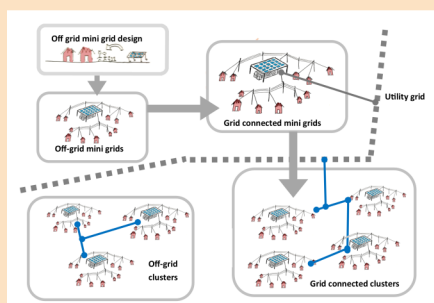 Off grid mini grid design
Off-grid mini grids
Grid connected mini grids
Utility grid
Off-grid
clusters
Grid connected clusters